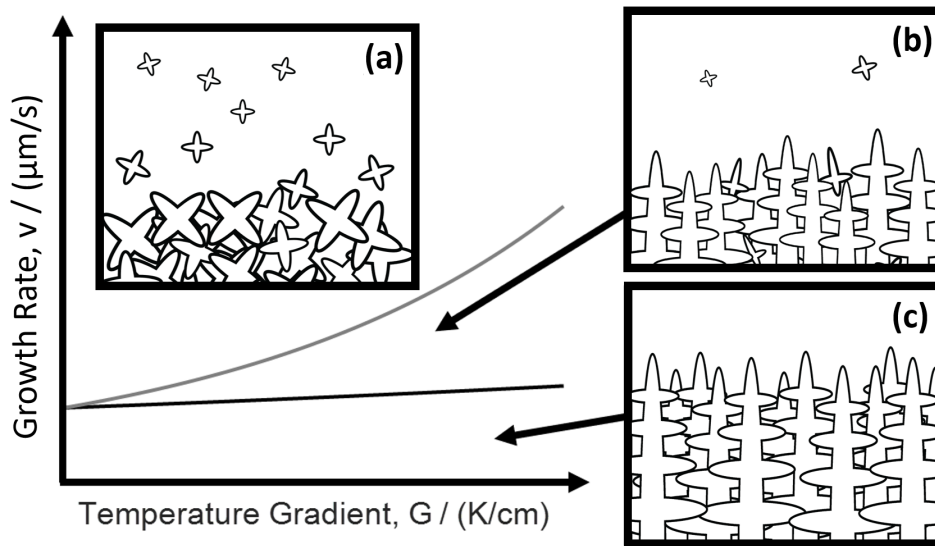 (a)
(b)
(c)
Growth Rate, v / (μm/s)
Temperature Gradient, G / (K/cm)